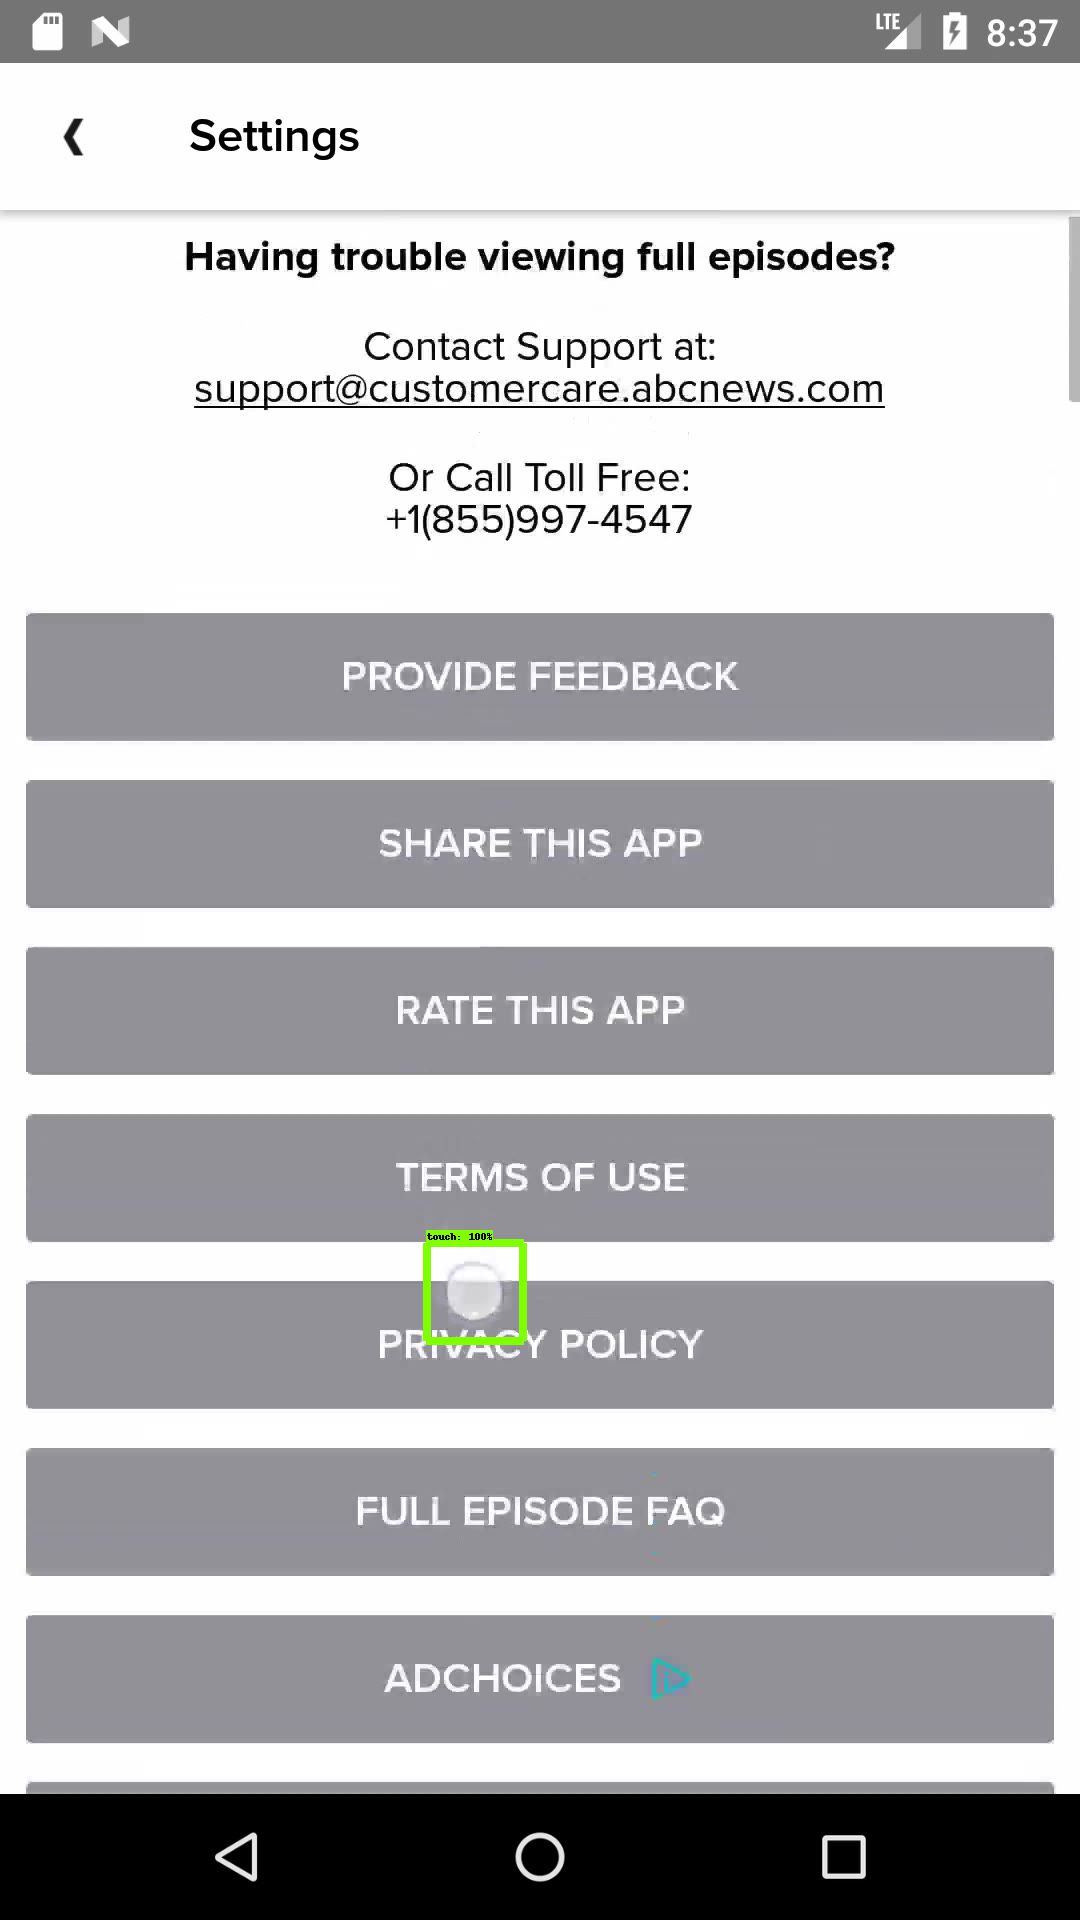 LTE 8:37
❮ Settings
Having trouble viewing full episodes?
Contact Support at:
support@customercare.abcnews.com
Or Call Toll Free:
+1(855)997-4547
PROVIDE FEEDBACK
SHARE THIS APP
RATE THIS APP
TERMS OF USE
touch: 100%
PRIVACY POLICY
FULL EPISODE FAQ
ADCHOICES